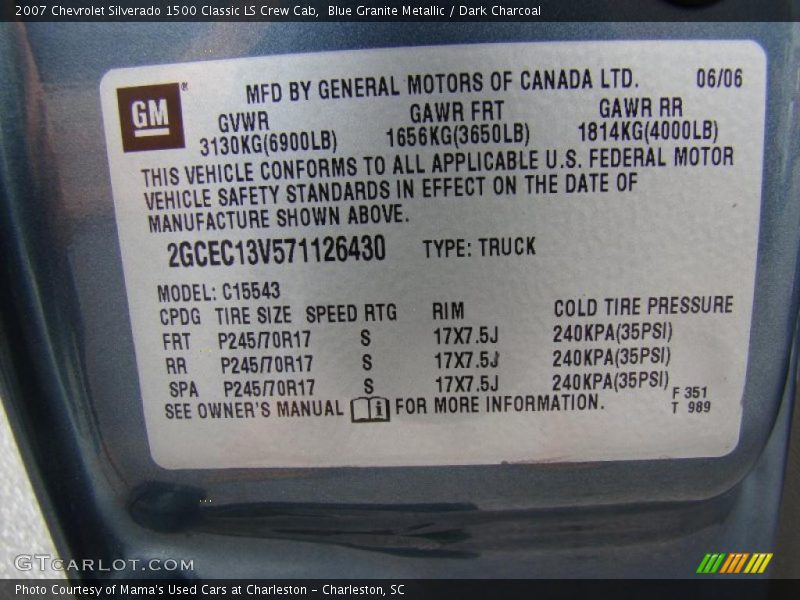 2007 Chevrolet Silverado 1500 Classic LS Crew Cab,  Blue Granite Metallic / Dark Charcoal
GM ®
MFD BY GENERAL MOTORS OF CANADA LTD. 06/06
GVWR GAWR FRT GAWR RR
3130KG(6900LB) 1656KG(3650LB) 1814KG(4000LB)
THIS VEHICLE CONFORMS TO ALL APPLICABLE U.S. FEDERAL MOTOR
VEHICLE SAFETY STANDARDS IN EFFECT ON THE DATE OF
MANUFACTURE SHOWN ABOVE.
2GCEC13V571126430 TYPE: TRUCK
MODEL: C15543
CPDG TIRE SIZE SPEED RTG RIM COLD TIRE PRESSURE
FRT P245/70R17 S 17X7.5J 240KPA(35PSI)
RR P245/70R17 S 17X7.5J 240KPA(35PSI)
SPA P245/70R17 S 17X7.5J 240KPA(35PSI)
SEE OWNER'S MANUAL i FOR MORE INFORMATION.
F 351
T 989
GTCARLOT.COM
Photo Courtesy of Mama's Used Cars at Charleston - Charleston, SC